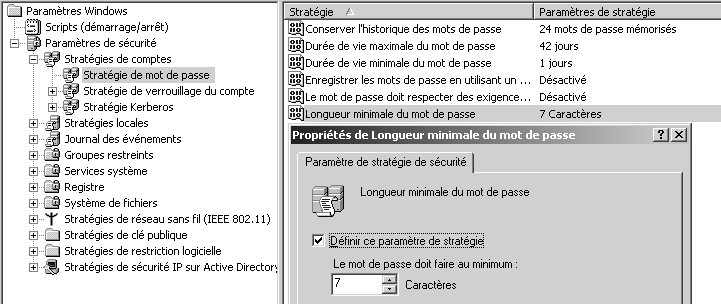 Paramètres Windows
Scripts (démarrage/arrêt)
Paramètres de sécurité
Stratégies de comptes
Stratégie de mot de passe
Stratégie de verrouillage du compte
Stratégie Kerberos
Stratégies locales
Journal des événements
Groupes restreints
Services système
Registre
Système de fichiers
Stratégies de réseau sans fil (IEEE 802.11)
Stratégies de clé publique
Stratégies de restriction logicielle
Stratégies de sécurité IP sur Active Directory
Stratégie Paramètres de stratégie
Conserver l'historique des mots de passe 24 mots de passe mémorisés
Durée de vie maximale du mot de passe 42 jours
Durée de vie minimale du mot de passe 1 jours
Enregistrer les mots de passe en utilisant un ... Désactivé
Le mot de passe doit respecter des exigence... Désactivé
Longueur minimale du mot de passe 7 Caractères
Propriétés de Longueur minimale du mot de passe
Paramètre de stratégie de sécurité
Longueur minimale du mot de passe
Définir ce paramètre de stratégie
Le mot de passe doit faire au minimum :
7 Caractères